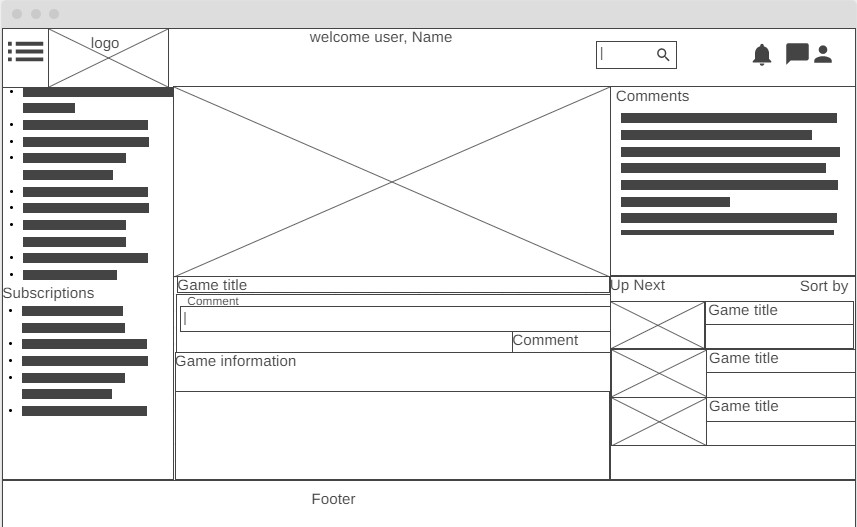 logo
welcome user, Name
Comments
Subscriptions
Game title
Comment
Comment
Game information
Up Next
Sort by
Game title
Game title
Game title
Footer